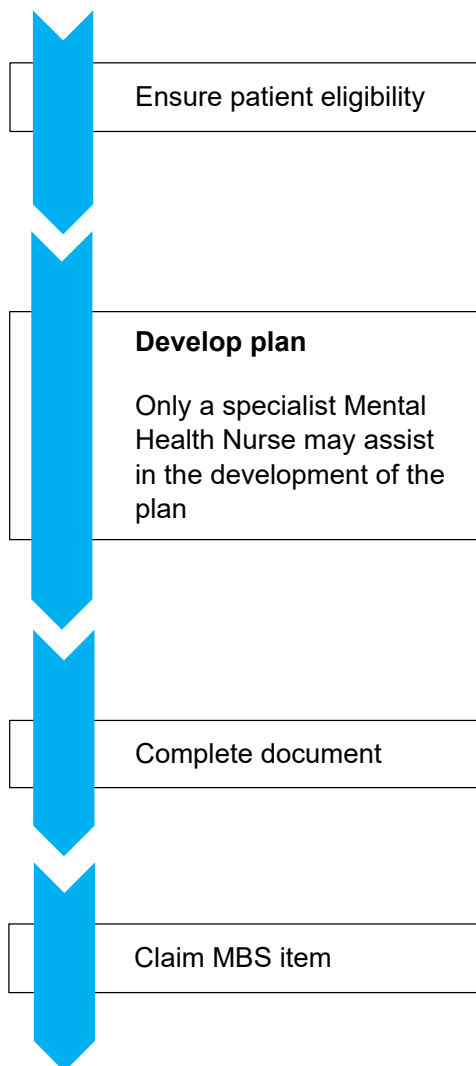 Ensure patient eligibility
Develop plan
Only a specialist Mental
Health Nurse may assist
in the development of the
plan
Complete document
Claim MBS item